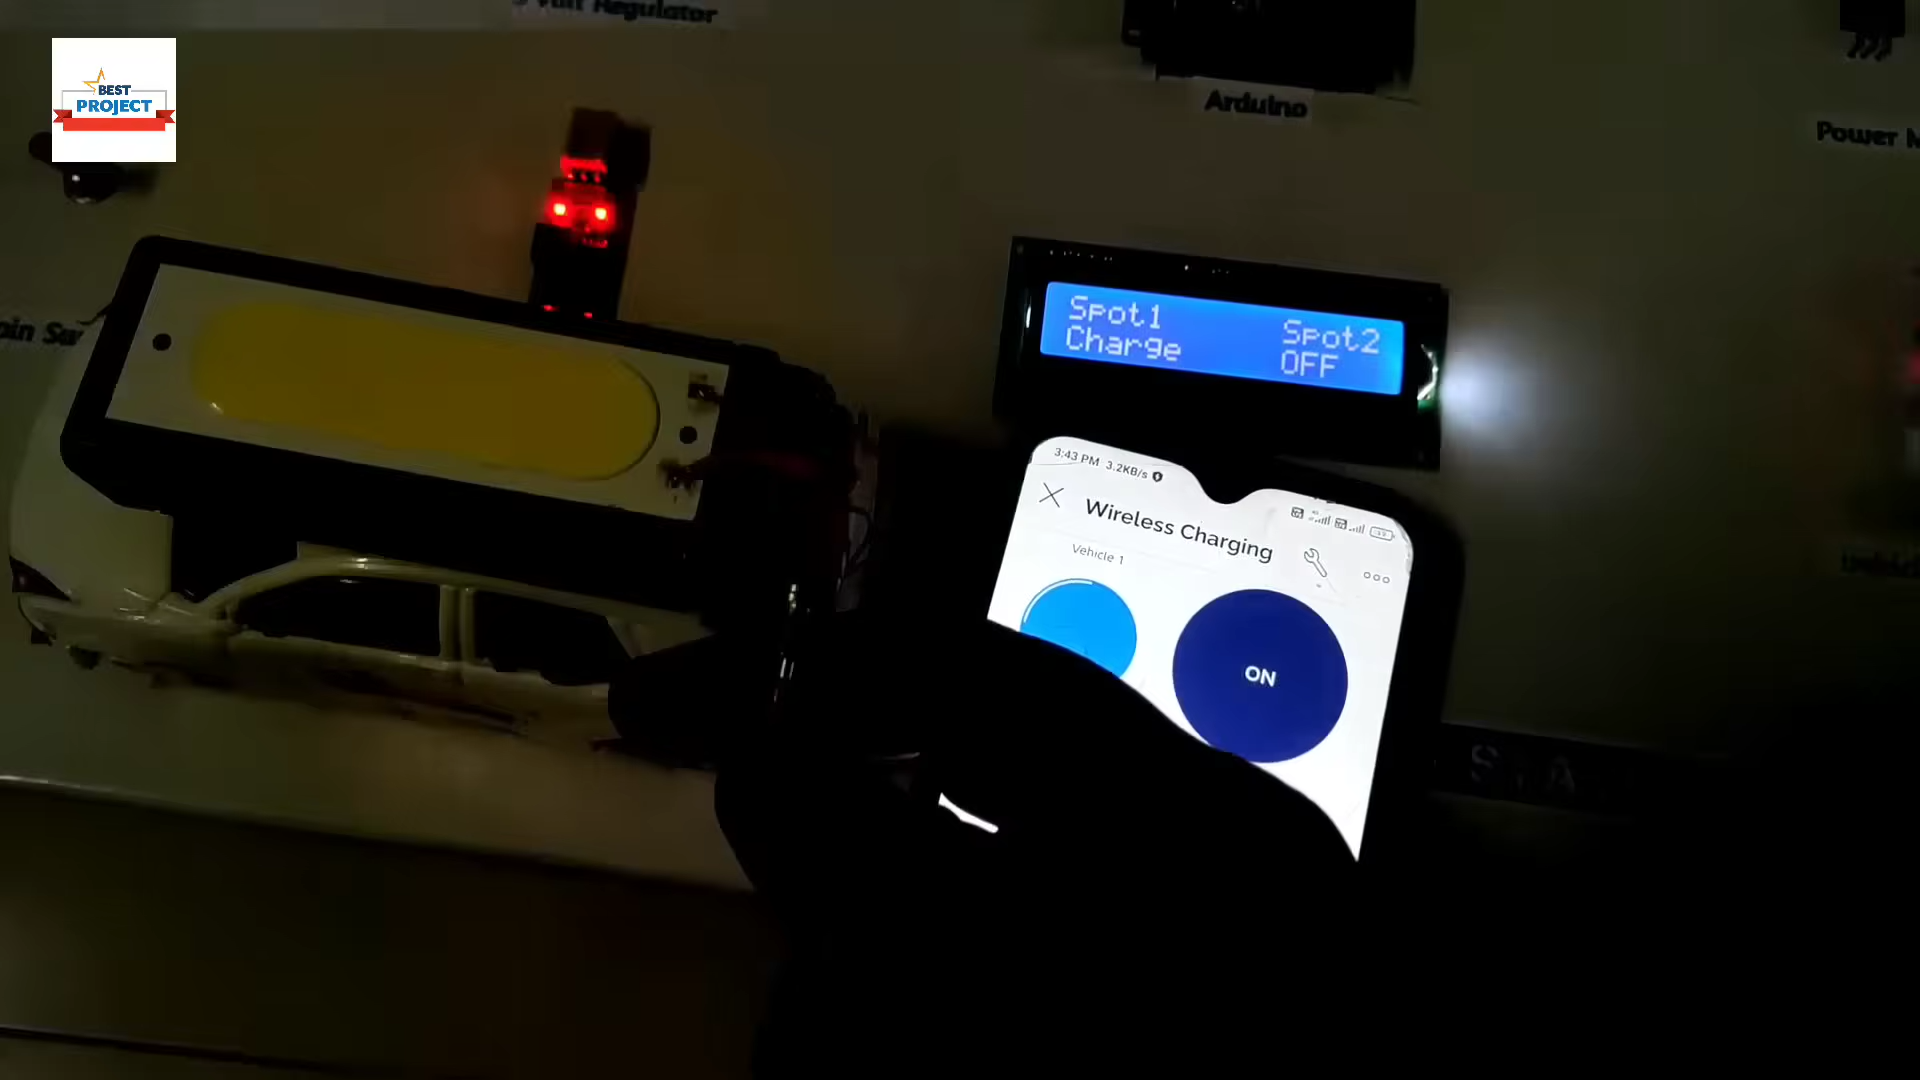 Volt Regulator
BEST
PROJECT
Arduino
Power
Spot1 Spot2
Charge OFF
3:43 PM 3.2KB/s
Wireless Charging
Vehicle 1
ON